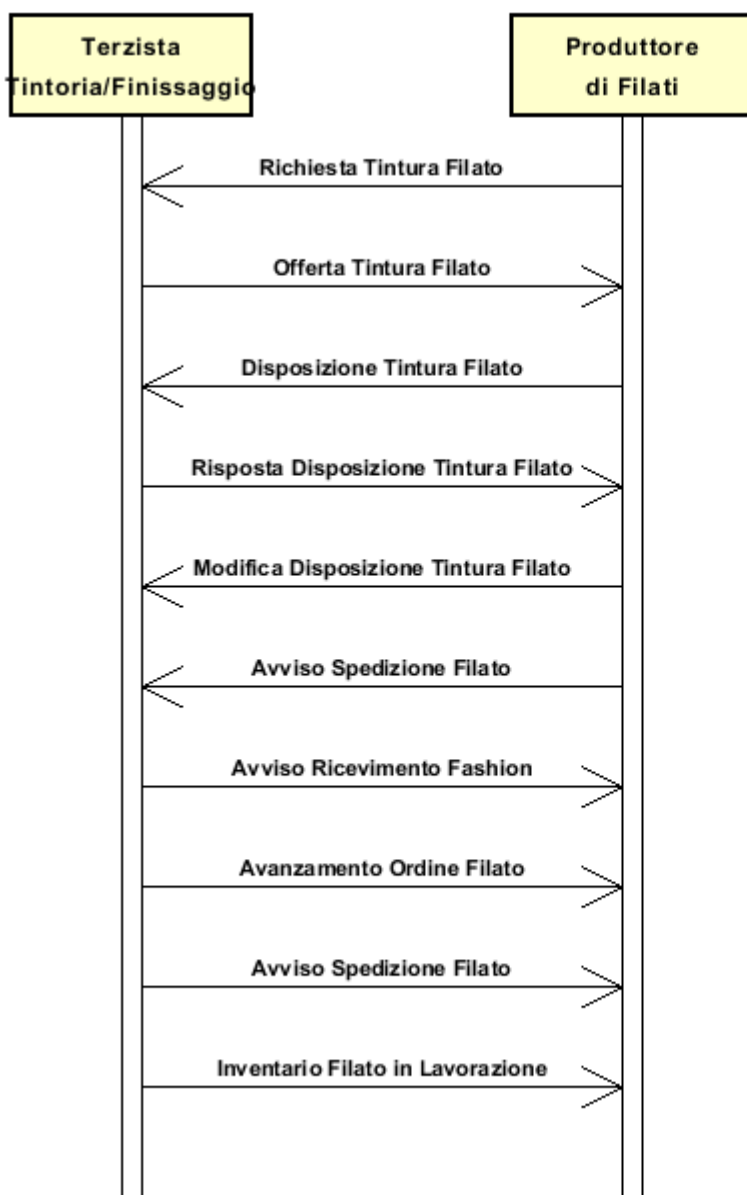 Terzista
Tintoria/Finissaggio
Produttore
di Filati
Richiesta Tintura Filato
Offerta Tintura Filato
Disposizione Tintura Filato
Risposta Disposizione Tintura Filato
Modifica Disposizione Tintura Filato
Avviso Spedizione Filato
Avviso Ricevimento Fashion
Avanzamento Ordine Filato
Avviso Spedizione Filato
Inventario Filato in Lavorazione